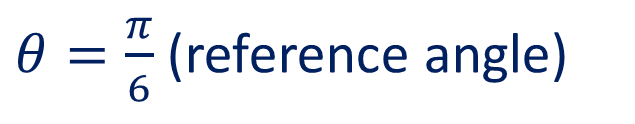 θ = π/6 (reference angle)